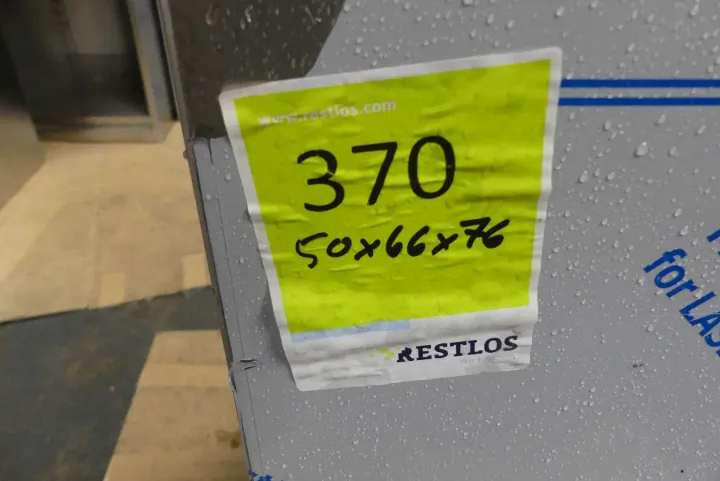 www.restlos.com
370
50x66x76
RESTLOS
for LAS